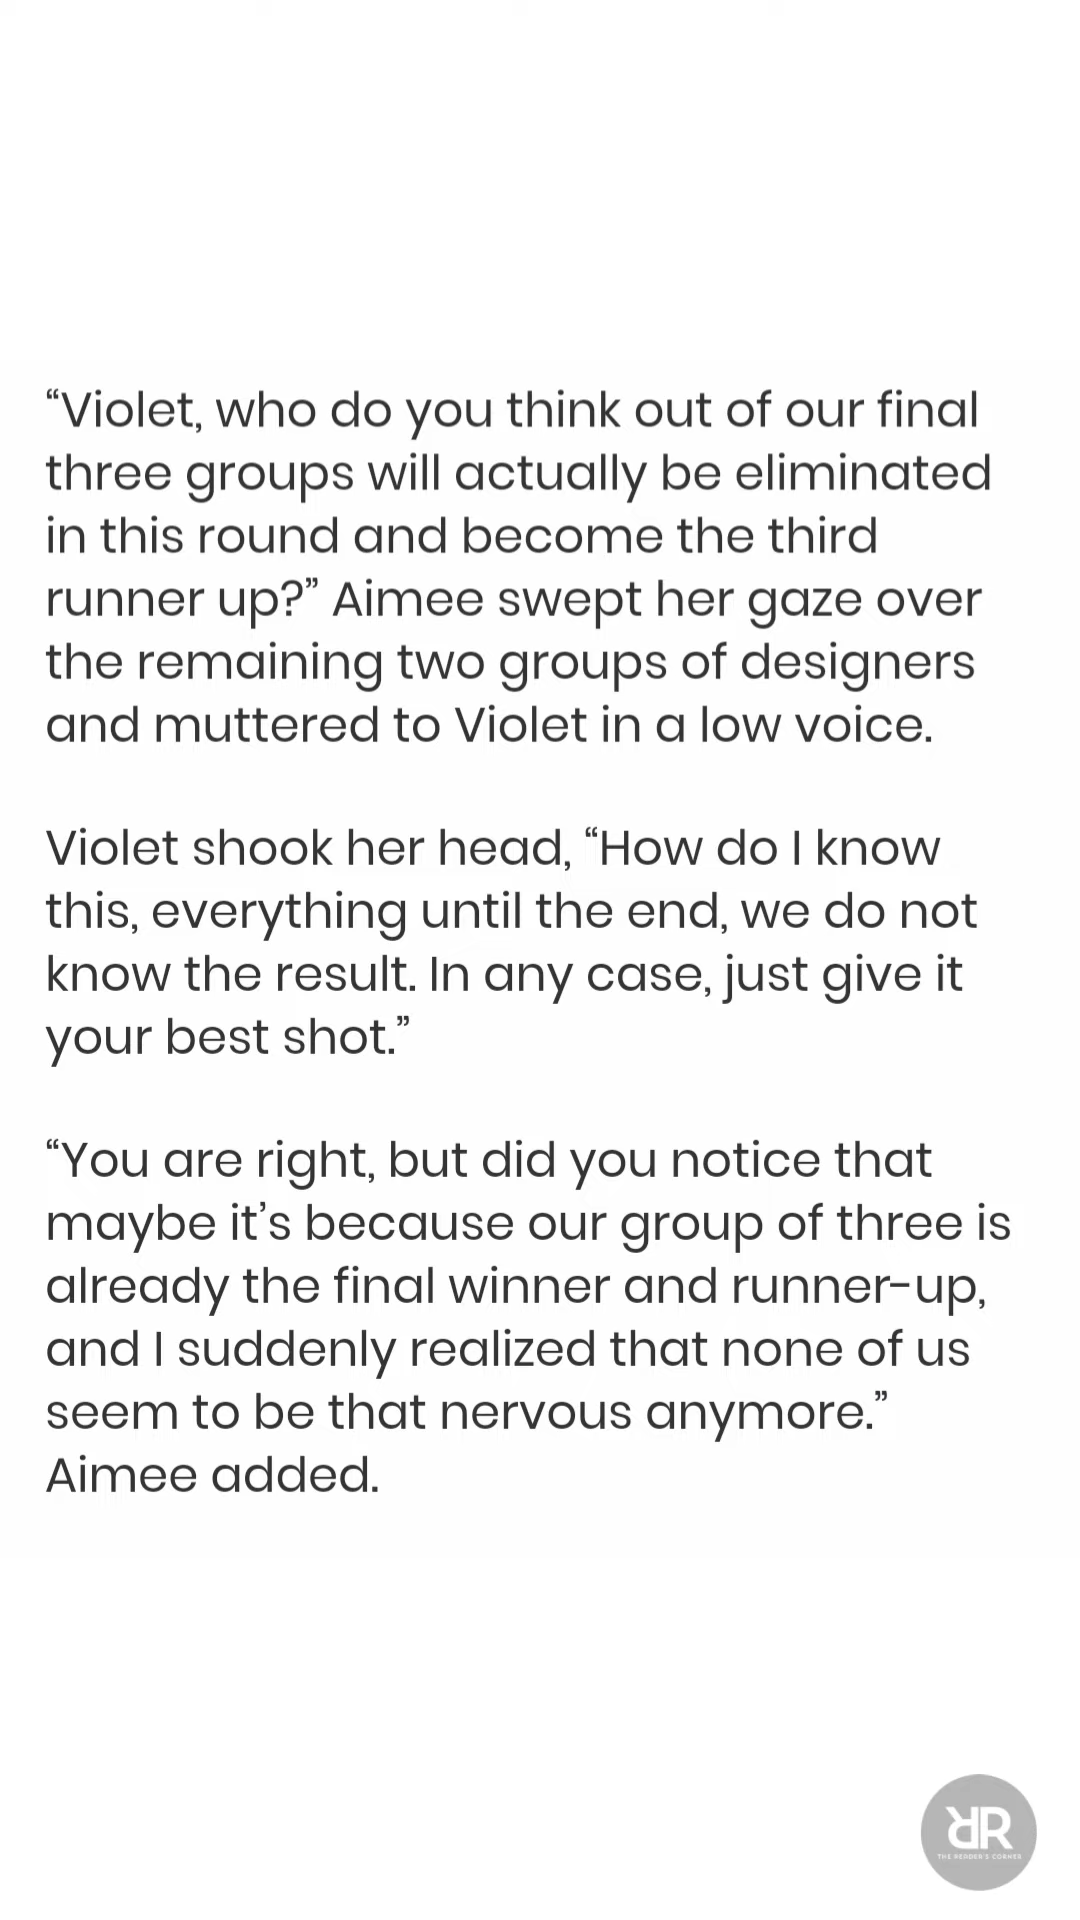 “Violet, who do you think out of our final
three groups will actually be eliminated
in this round and become the third
runner up?” Aimee swept her gaze over
the remaining two groups of designers
and muttered to Violet in a low voice.
Violet shook her head, “How do I know
this, everything until the end, we do not
know the result. In any case, just give it
your best shot.”
“You are right, but did you notice that
maybe it’s because our group of three is
already the final winner and runner-up,
and I suddenly realized that none of us
seem to be that nervous anymore.”
Aimee added.
RR
THE READER'S CORNER